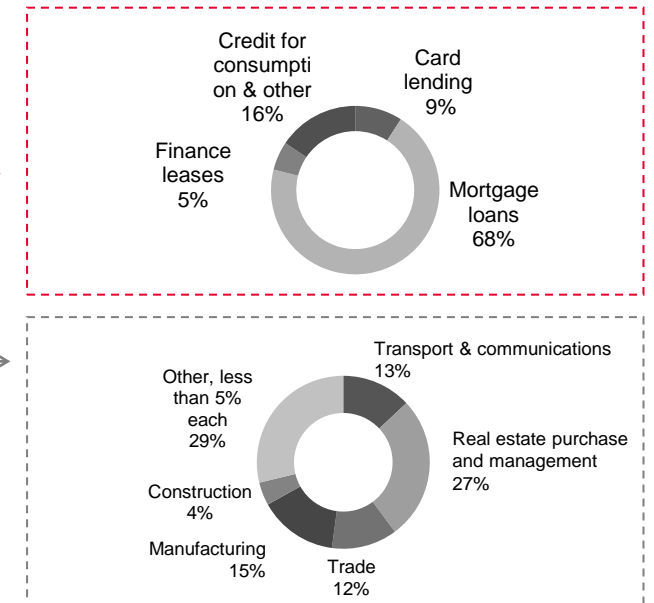 Credit for
consumpti
on & other
16%
Card
lending
9%
Finance
leases
5%
Mortgage
loans
68%
Transport & communications
13%
Other, less
than 5%
each
29%
Real estate purchase
and management
27%
Construction
4%
Manufacturing
15%
Trade
12%